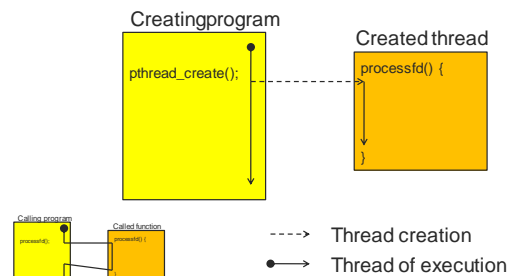 Creatingprogram
pthread_create();
Created thread
processfd() {
}
Calling program
processfd();
Called function
processfd() {
}
Thread creation
Thread of execution